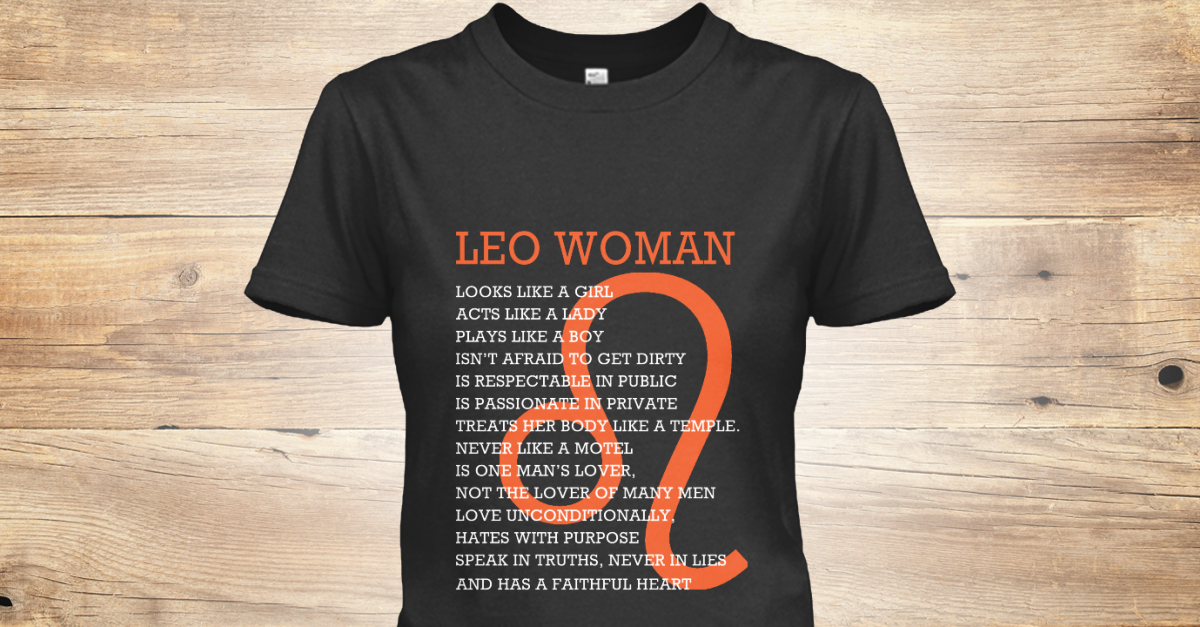 LEO WOMAN
LOOKS LIKE A GIRL
ACTS LIKE A LADY
PLAYS LIKE A BOY
ISN'T AFRAID TO GET DIRTY
IS RESPECTABLE IN PUBLIC
IS PASSIONATE IN PRIVATE
TREATS HER BODY LIKE A TEMPLE.
NEVER LIKE A MOTEL
IS ONE MAN'S LOVER,
NOT THE LOVER OF MANY MEN
LOVE UNCONDITIONALLY,
HATES WITH PURPOSE
SPEAK IN TRUTHS, NEVER IN LIES
AND HAS A FAITHFUL HEART